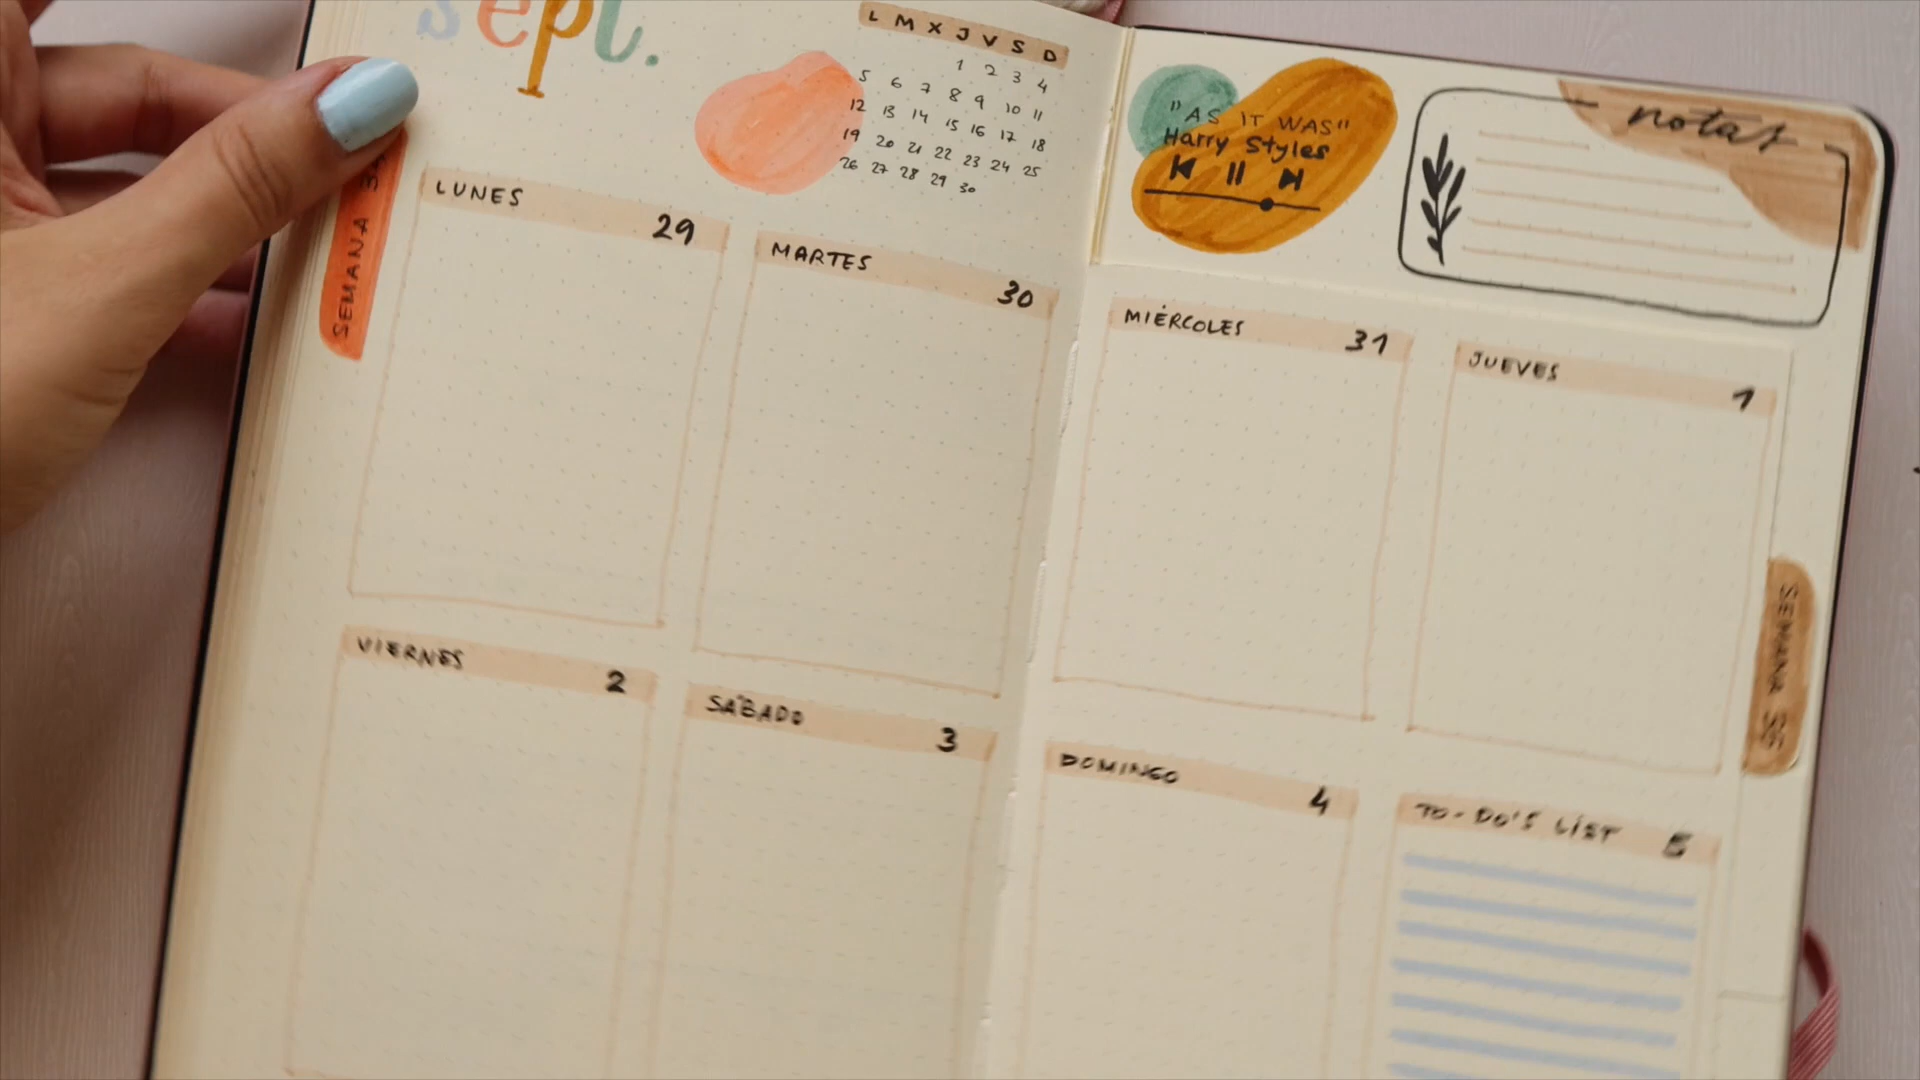 sept.
L M X J V S D
1 2 3 4
5 6 7 8 9 10 11
12 13 14 15 16 17 18
19 20 21 22 23 24 25
26 27 28 29 30
SEMANA
LUNES 29
MARTES 30
VIERNES 2
SÁBADO 3
"AS IT WAS"
Harry Styles
notas
MIÉRCOLES 31
JUEVES 1
DOMINGO 4
TO-DO'S LIST 5
SEMANA